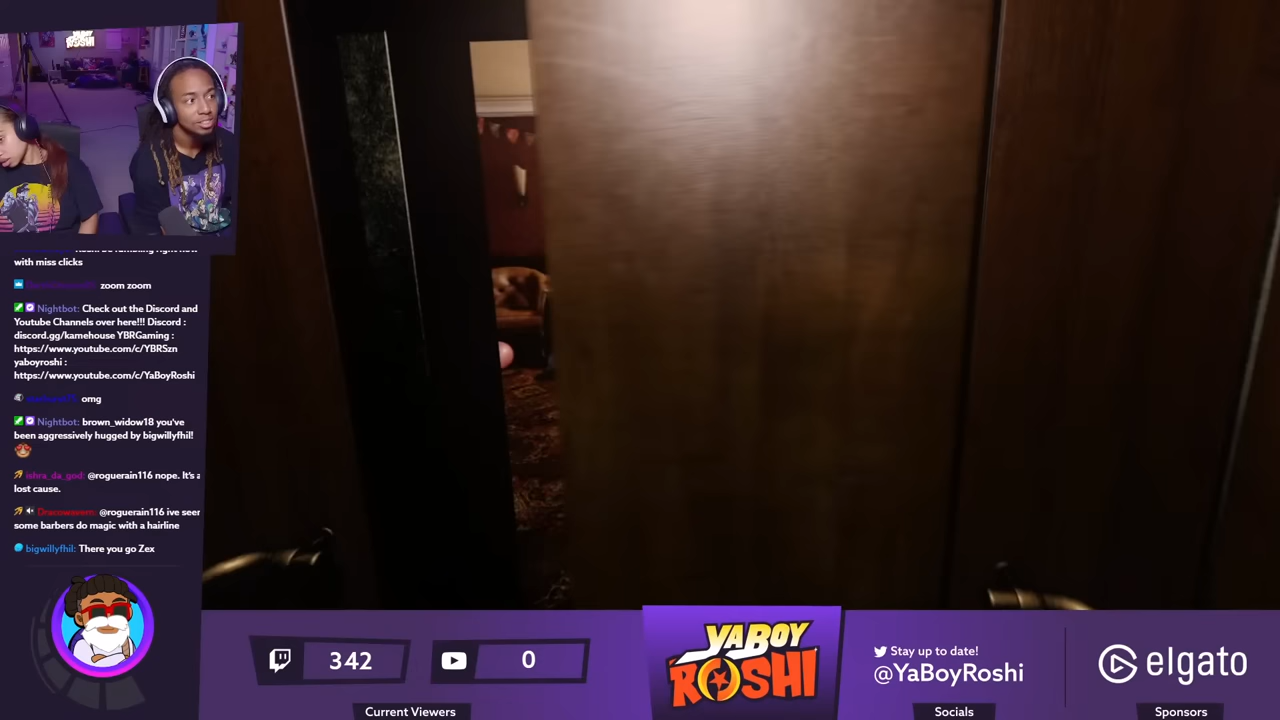 ROSHI
with miss clicks
zoom zoom
Nightbot: Check out the Discord and
Youtube Channels over here!!! Discord :
discord.gg/kamehouse YBRGaming :
https://www.youtube.com/c/YBRSzn
yaboyroshi :
https://www.youtube.com/c/YaBoyRoshi
omg
Nightbot: brown_widow18 you've
been aggressively hugged by bigwillyfhil!
ishra_da_god: @roguerain116 nope. It's a
lost cause.
@roguerain116 ive seen
some barbers do magic with a hairline
bigwillyfhil: There you go Zex
342
0
Current Viewers
YABOY
ROSHI
Stay up to date!
@YaBoyRoshi
Socials
elgato
Sponsors